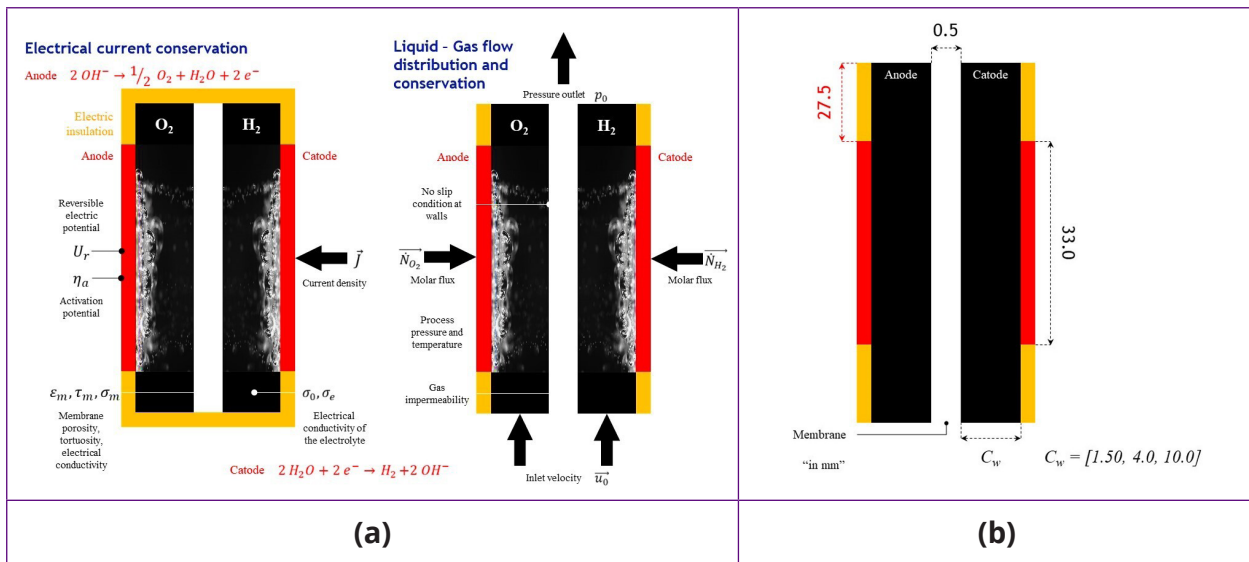 Electrical current conservation
Anode 2 OH⁻ → 1/2 O₂ + H₂O + 2 e⁻
Electric
insulation
O₂
H₂
Anode
Catode
Reversible
electric
potential
U_r
η_a
Activation
potential
J⃗
Current density
ε_m, τ_m, σ_m
Membrane
porosity,
tortuosity,
electrical
conductivity
σ₀, σ_e
Electrical
conductivity of
the electrolyte
Catode 2 H₂O + 2 e⁻ → H₂ + 2 OH⁻
Liquid – Gas flow
distribution and
conservation
Pressure outlet p₀
O₂
H₂
Anode
Catode
No slip
condition at
walls
Ṅ_O₂
Molar flux
Ṅ_H₂
Molar flux
Process
pressure and
temperature
Gas
impermeability
Inlet velocity u₀⃗
(a)
0.5
Anode
Catode
27.5
33.0
Membrane
“in mm”
C_w
C_w = [1.50, 4.0, 10.0]
(b)